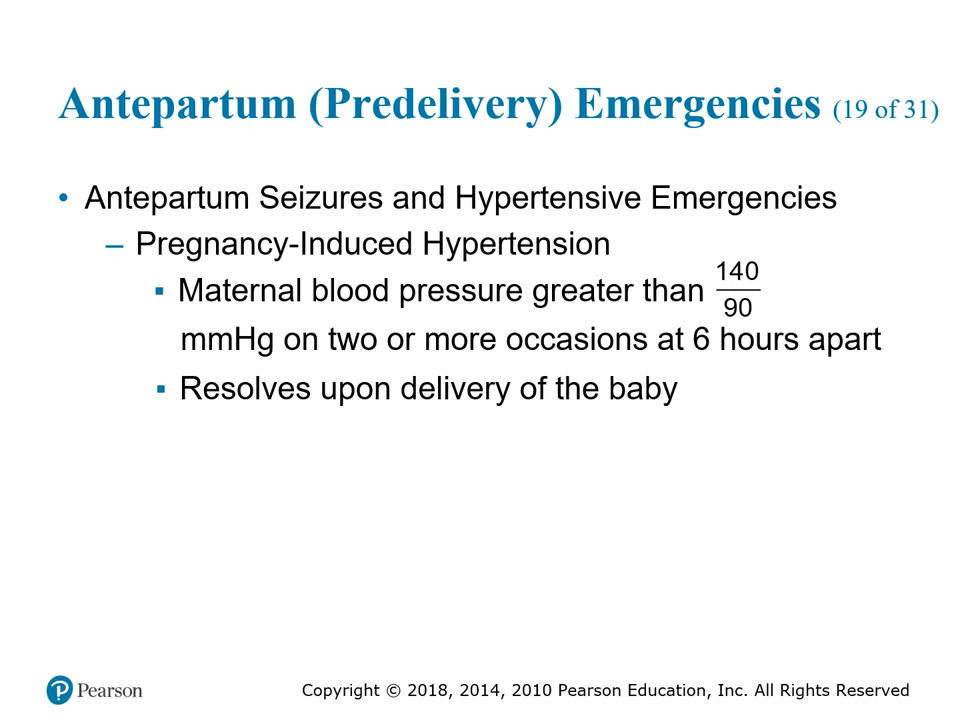 Antepartum (Predelivery) Emergencies (19 of 31)
• Antepartum Seizures and Hypertensive Emergencies
– Pregnancy-Induced Hypertension
▪ Maternal blood pressure greater than 140/90
mmHg on two or more occasions at 6 hours apart
▪ Resolves upon delivery of the baby
Pearson
Copyright © 2018, 2014, 2010 Pearson Education, Inc. All Rights Reserved